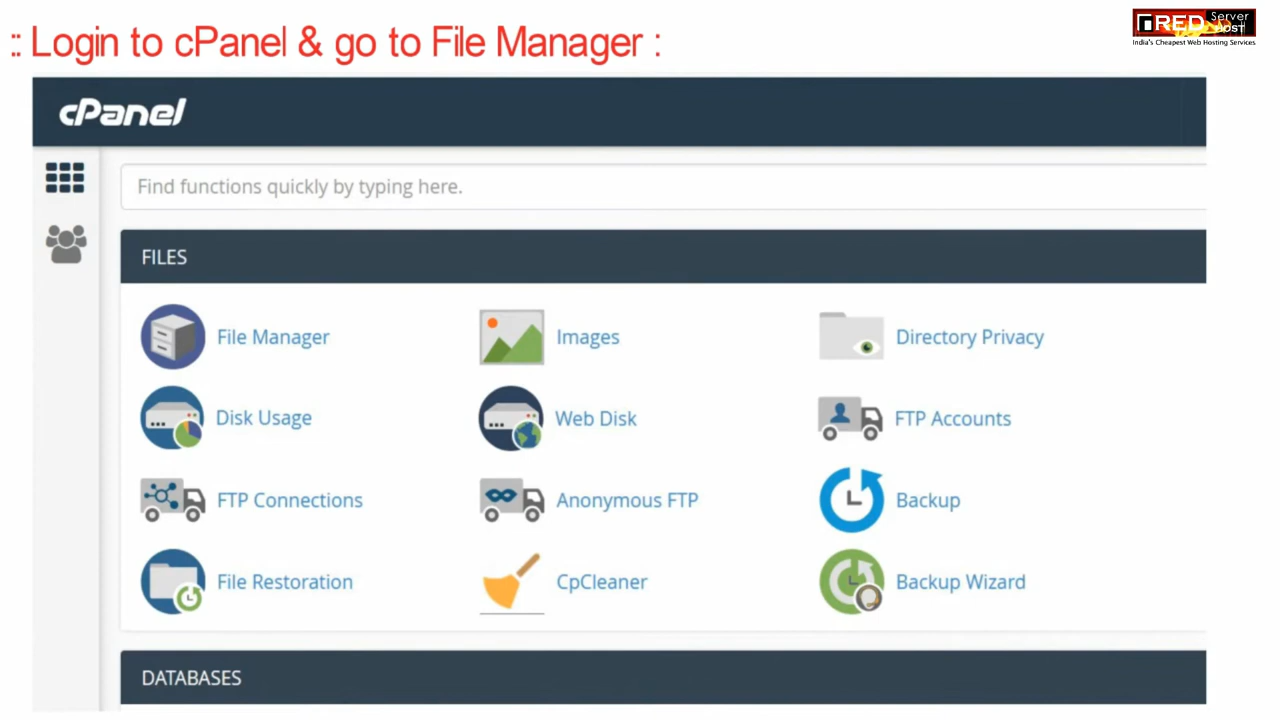 :: Login to cPanel & go to File Manager :
GRED Server
HOST
India's Cheapest Web Hosting Services
cPanel
Find functions quickly by typing here.
FILES
File Manager Images Directory Privacy
Disk Usage Web Disk FTP Accounts
FTP Connections Anonymous FTP Backup
File Restoration CpCleaner Backup Wizard
DATABASES